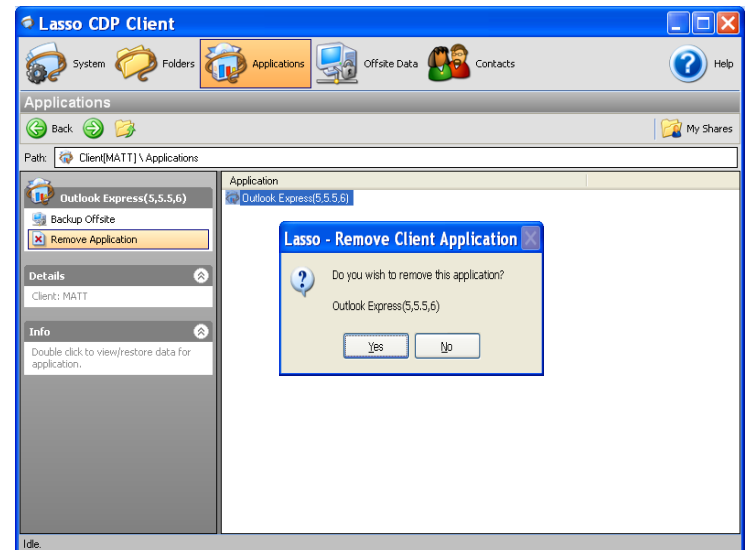 Lasso CDP Client
System Folders Applications Offsite Data Contacts Help
Applications
Back My Shares
Path: Client[MATT] \ Applications
Outlook Express(5,5.5,6)
Backup Offsite
Remove Application
Details
Client: MATT
Info
Double click to view/restore data for
application.
Application
Outlook Express(5,5.5,6)
Lasso - Remove Client Application
Do you wish to remove this application?
Outlook Express(5,5.5,6)
Yes No
Idle.